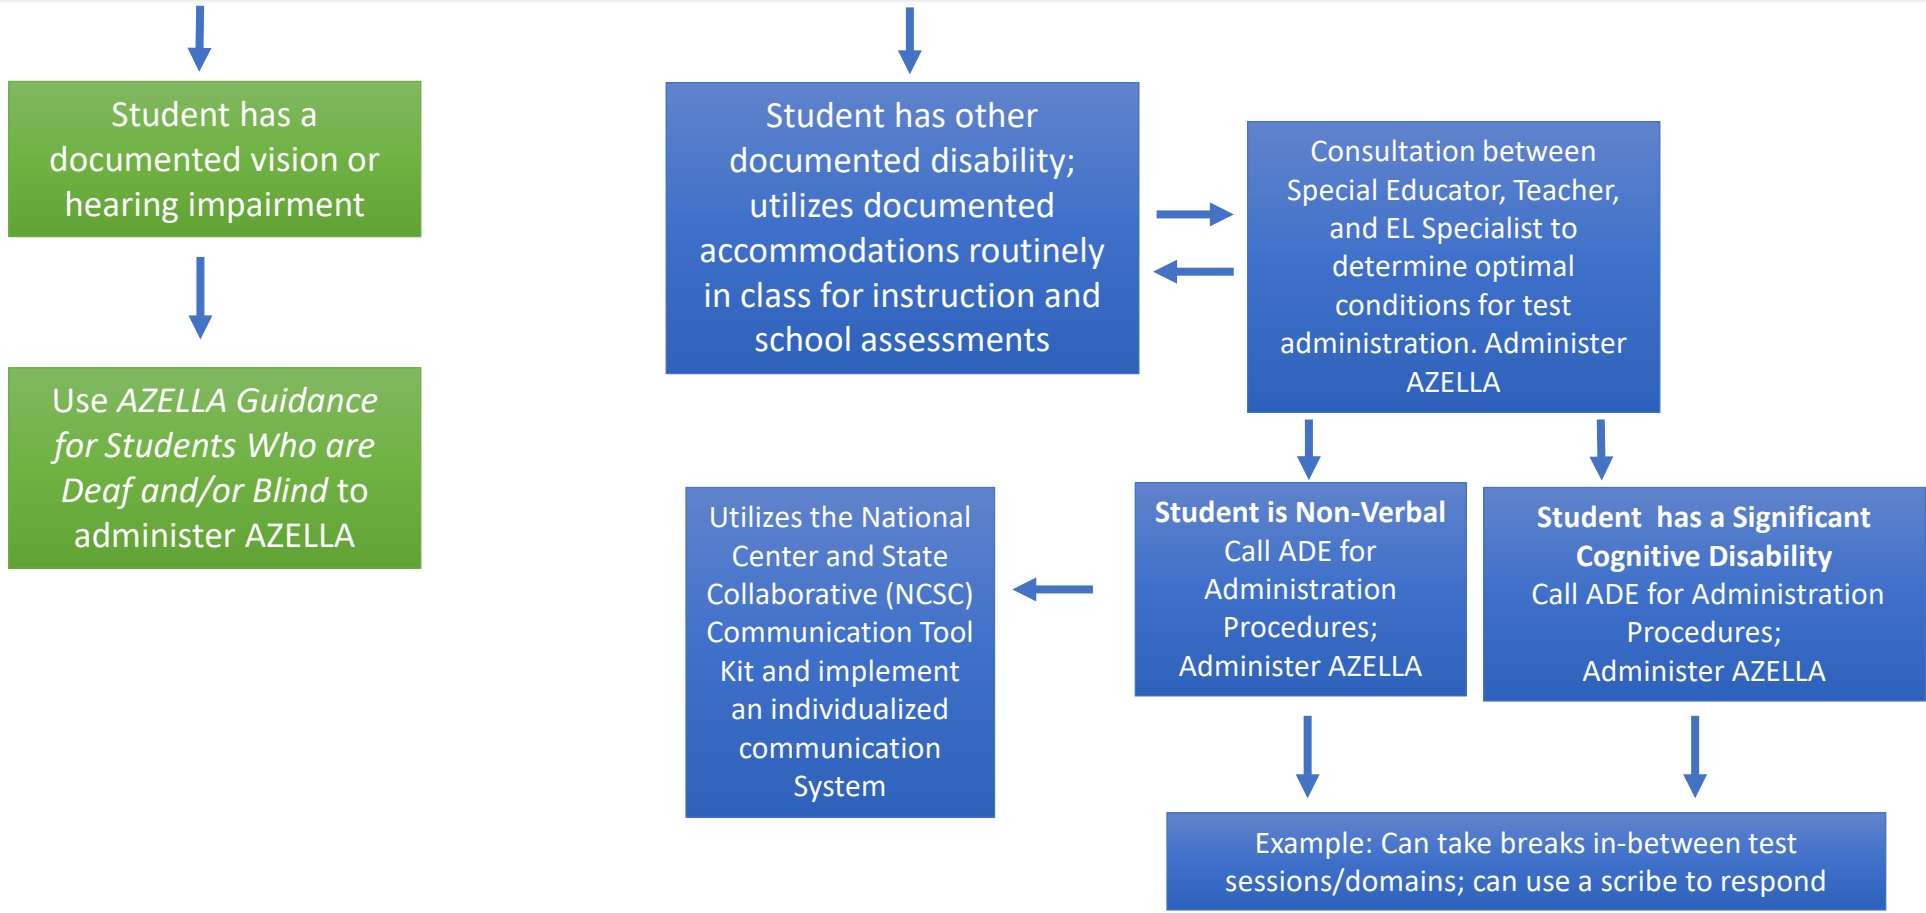 Student has a
documented vision or
hearing impairment
Use AZELLA Guidance
for Students Who are
Deaf and/or Blind to
administer AZELLA
Student has other
documented disability;
utilizes documented
accommodations routinely
in class for instruction and
school assessments
Consultation between
Special Educator, Teacher,
and EL Specialist to
determine optimal
conditions for test
administration. Administer
AZELLA
Utilizes the National
Center and State
Collaborative (NCSC)
Communication Tool
Kit and implement
an individualized
communication
System
Student is Non-Verbal
Call ADE for
Administration
Procedures;
Administer AZELLA
Student has a Significant
Cognitive Disability
Call ADE for Administration
Procedures;
Administer AZELLA
Example: Can take breaks in-between test
sessions/domains; can use a scribe to respond